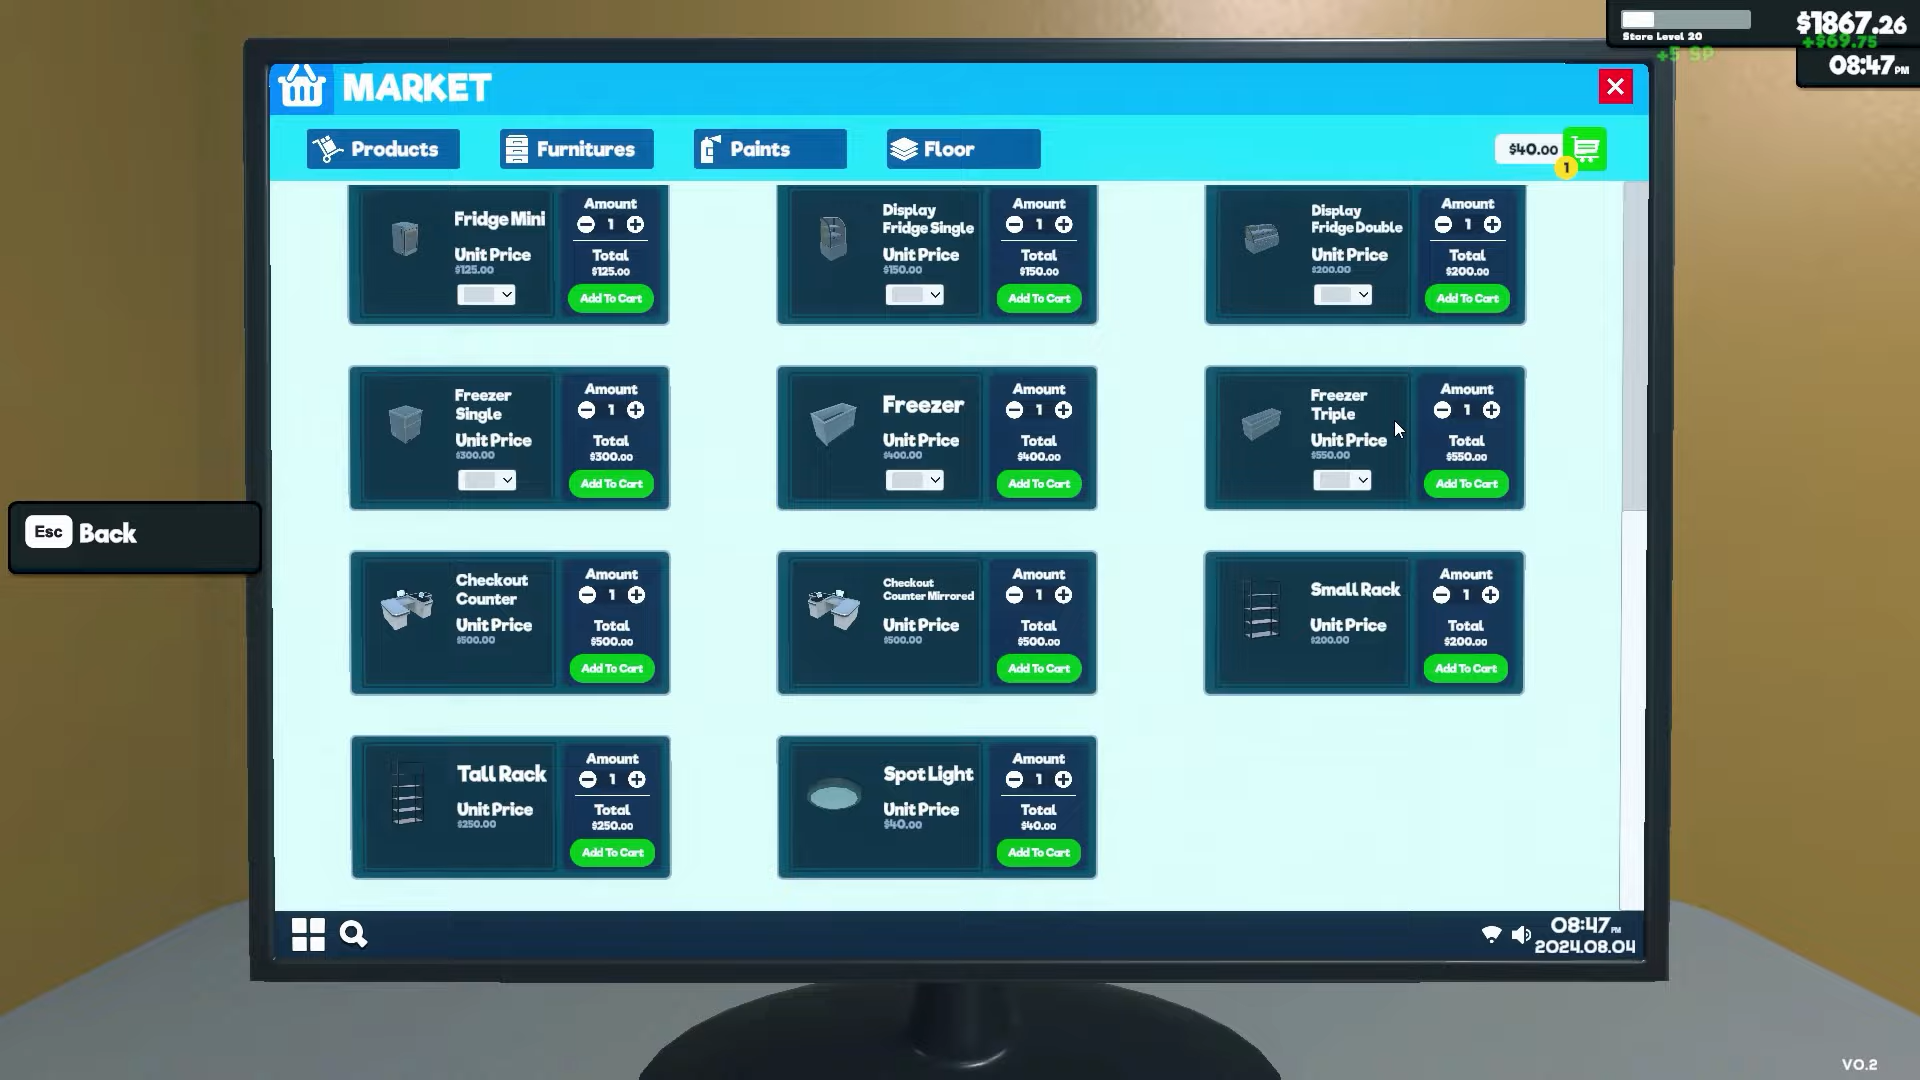 $1867.26
Store Level 20
+$69.75
+5 SP
08:47 PM
MARKET
Products
Furnitures
Paints
Floor
$40.00
1
Fridge Mini
Unit Price
$125.00
Amount
1
Total
$125.00
Add To Cart
Display
Fridge Single
Unit Price
$150.00
Amount
1
Total
$150.00
Add To Cart
Display
Fridge Double
Unit Price
$200.00
Amount
1
Total
$200.00
Add To Cart
Freezer
Single
Unit Price
$300.00
Amount
1
Total
$300.00
Add To Cart
Freezer
Unit Price
$400.00
Amount
1
Total
$400.00
Add To Cart
Freezer
Triple
Unit Price
$550.00
Amount
1
Total
$550.00
Add To Cart
Esc Back
Checkout
Counter
Unit Price
$500.00
Amount
1
Total
$500.00
Add To Cart
Checkout
Counter Mirrored
Unit Price
$500.00
Amount
1
Total
$500.00
Add To Cart
Small Rack
Unit Price
$200.00
Amount
1
Total
$200.00
Add To Cart
Tall Rack
Unit Price
$250.00
Amount
1
Total
$250.00
Add To Cart
Spot Light
Unit Price
$40.00
Amount
1
Total
$40.00
Add To Cart
08:47 PM
2024.08.04
V0.2